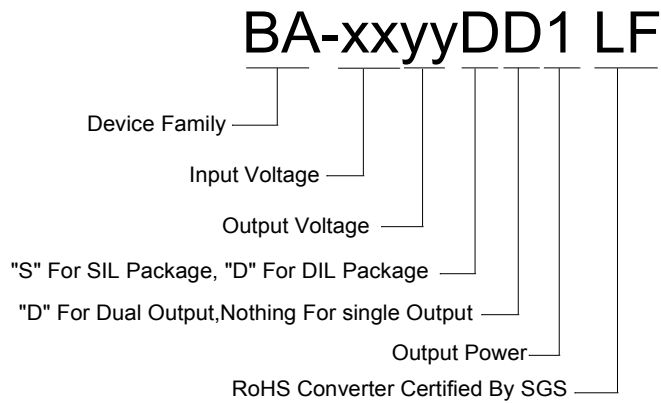 BA-xxyyDD1 LF
Device Family
Input Voltage
Output Voltage
"S" For SIL Package, "D" For DIL Package
"D" For Dual Output,Nothing For single Output
Output Power
RoHS Converter Certified By SGS